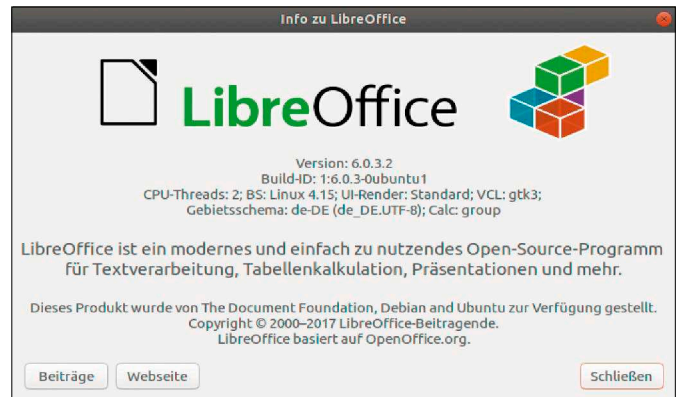 Info zu LibreOffice
LibreOffice
Version: 6.0.3.2
Build-ID: 1:6.0.3-0ubuntu1
CPU-Threads: 2; BS: Linux 4.15; UI-Render: Standard; VCL: gtk3;
Gebietsschema: de-DE (de_DE.UTF-8); Calc: group
LibreOffice ist ein modernes und einfach zu nutzendes Open-Source-Programm
für Textverarbeitung, Tabellenkalkulation, Präsentationen und mehr.
Dieses Produkt wurde von The Document Foundation, Debian and Ubuntu zur Verfügung gestellt.
Copyright © 2000–2017 LibreOffice-Beitragende.
LibreOffice basiert auf OpenOffice.org.
Beiträge Webseite Schließen